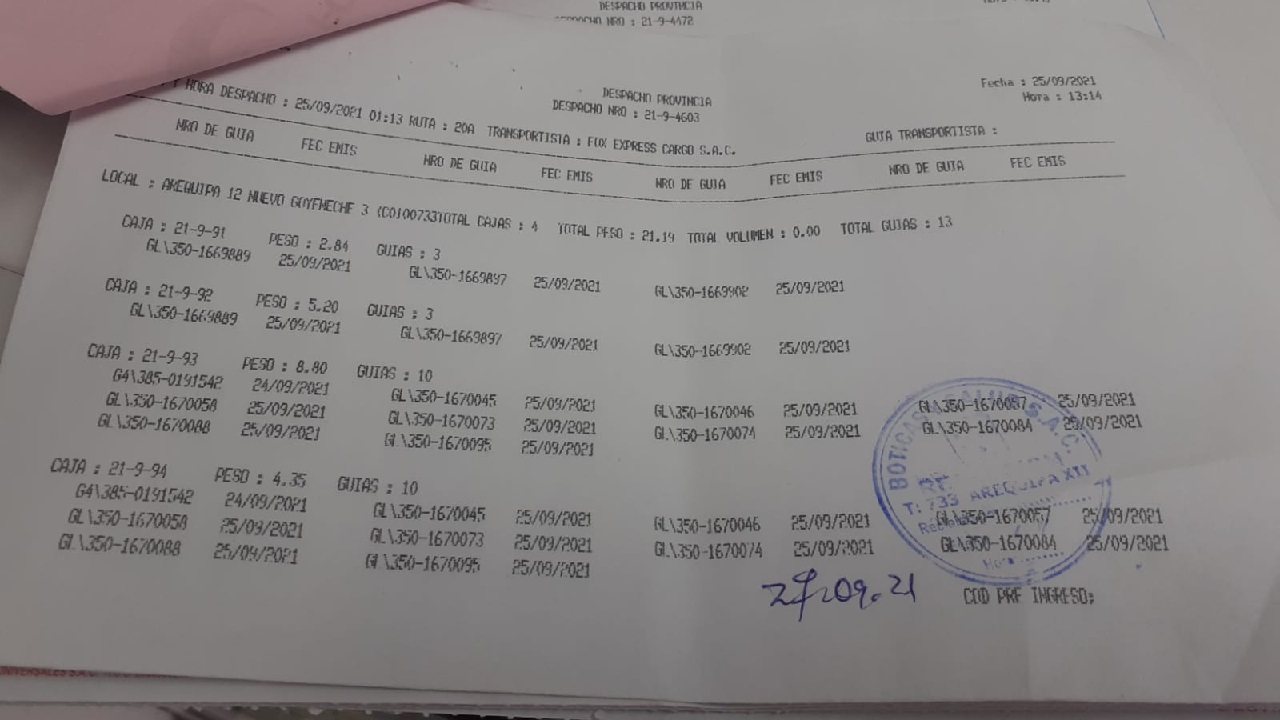 DESPACHO PROVINCIA
DESPACHO NRO : 21-9-4472
Fecha : 25/09/2021
Hora : 13:14
DESPACHO PROVINCIA
DESPACHO NRO : 21-9-4603
Y HORA DESPACHO : 25/09/2021 01:13 RUTA : 20A TRANSPORTISTA : FOX EXPRESS CARGO S.A.C. GUIA TRANSPORTISTA :
NRO DE GUIA FEC EMIS NRO DE GUIA FEC EMIS NRO DE GUIA FEC EMIS NRO DE GUIA FEC EMIS
LOCAL : AREQUIPA 12 NUEVO GOYENECHE 3 (C0100733)TOTAL CAJAS : 4 TOTAL PESO : 21.19 TOTAL VOLUMEN : 0.00 TOTAL GUIAS : 13
CAJA : 21-9-91 PESO : 2.84 GUIAS : 3
GL\350-1669889 25/09/2021 GL\350-1669897 25/09/2021 GL\350-1669902 25/09/2021
CAJA : 21-9-92 PESO : 5.20 GUIAS : 3
GL\350-1669889 25/09/2021 GL\350-1669897 25/09/2021 GL\350-1669902 25/09/2021
CAJA : 21-9-93 PESO : 8.80 GUIAS : 10
G4\385-0191542 24/09/2021 GL\350-1670045 25/09/2021 GL\350-1670046 25/09/2021 GL\350-1670057 25/09/2021
GL\350-1670058 25/09/2021 GL\350-1670073 25/09/2021 GL\350-1670074 25/09/2021 GL\350-1670084 25/09/2021
GL\350-1670088 25/09/2021 GL\350-1670095 25/09/2021
CAJA : 21-9-94 PESO : 4.35 GUIAS : 10
G4\385-0191542 24/09/2021 GL\350-1670045 25/09/2021 GL\350-1670046 25/09/2021 GL\350-1670057 25/09/2021
GL\350-1670058 25/09/2021 GL\350-1670073 25/09/2021 GL\350-1670074 25/09/2021 GL\350-1670084 25/09/2021
GL\350-1670088 25/09/2021 GL\350-1670095 25/09/2021
BOTICAS S.A.C.
T: 733 AREQUIPA XII
.09.21
COD PRE INGRESO: